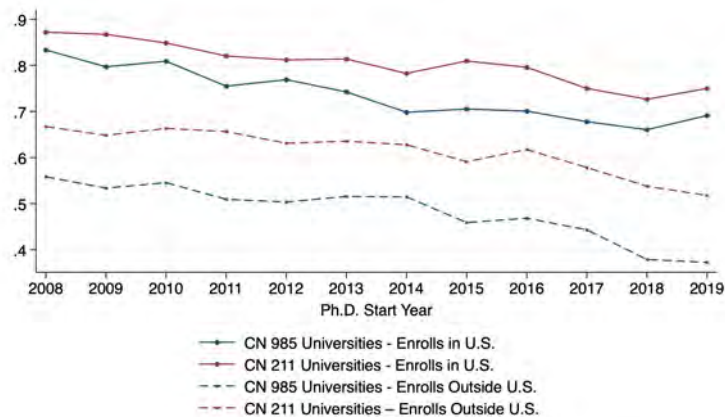 .9
.8
.7
.6
.5
.4
2008 2009 2010 2011 2012 2013 2014 2015 2016 2017 2018 2019
Ph.D. Start Year
CN 985 Universities - Enrolls in U.S.
CN 211 Universities - Enrolls in U.S.
CN 985 Universities - Enrolls Outside U.S.
CN 211 Universities – Enrolls Outside U.S.